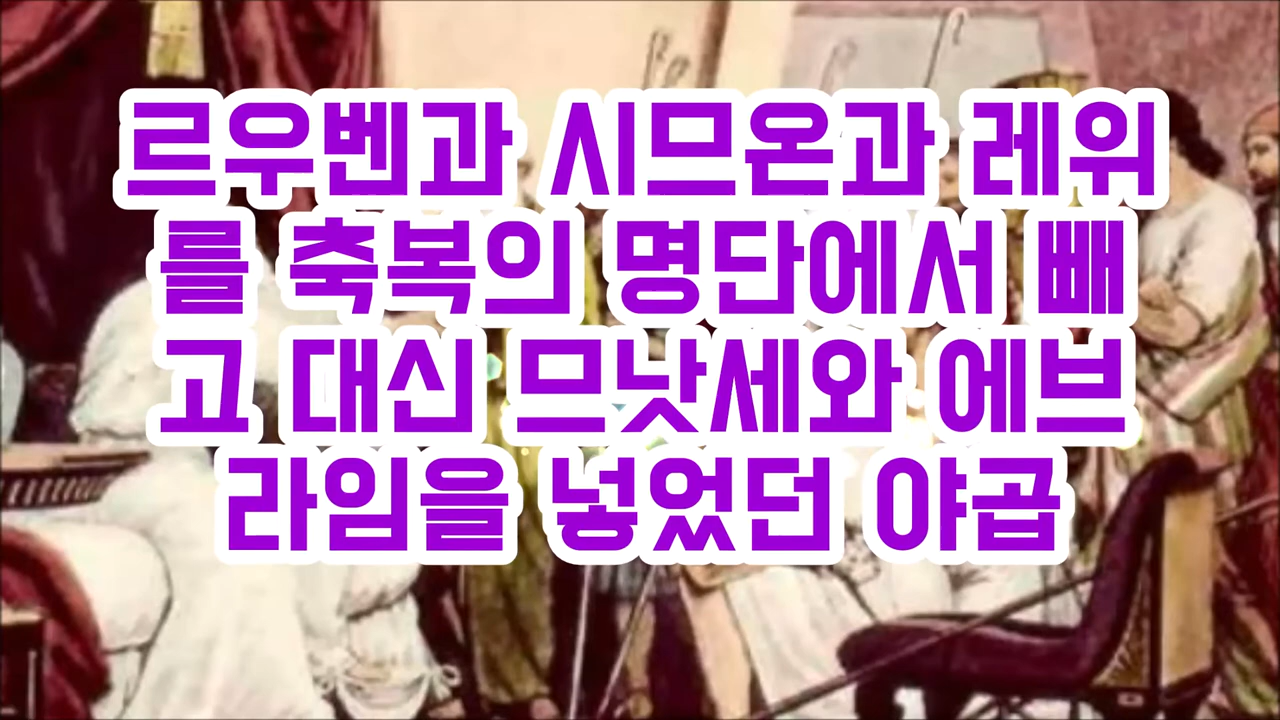 르우벤과 시므온과 레위
를 축복의 명단에서 빼
고 대신 므낫세와 에브
라임을 넣었던 야곱